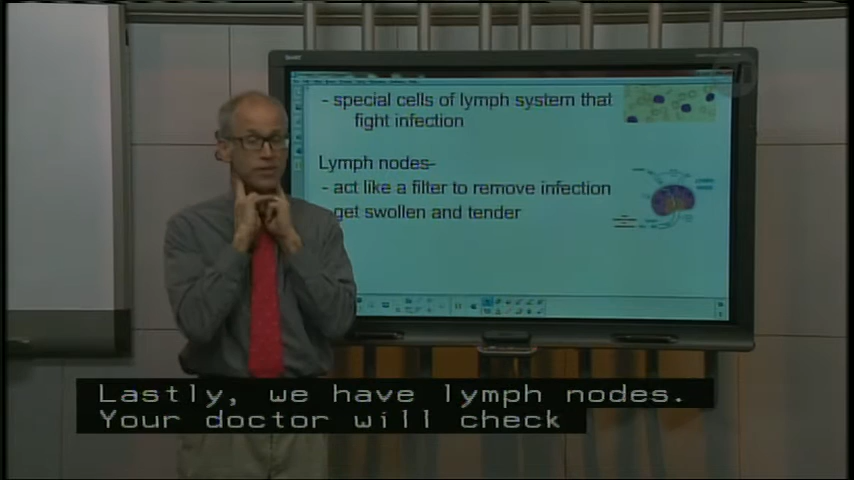 - special cells of lymph system that
fight infection
Lymph nodes-
- act like a filter to remove infection
- get swollen and tender
Lastly, we have lymph nodes.
Your doctor will check